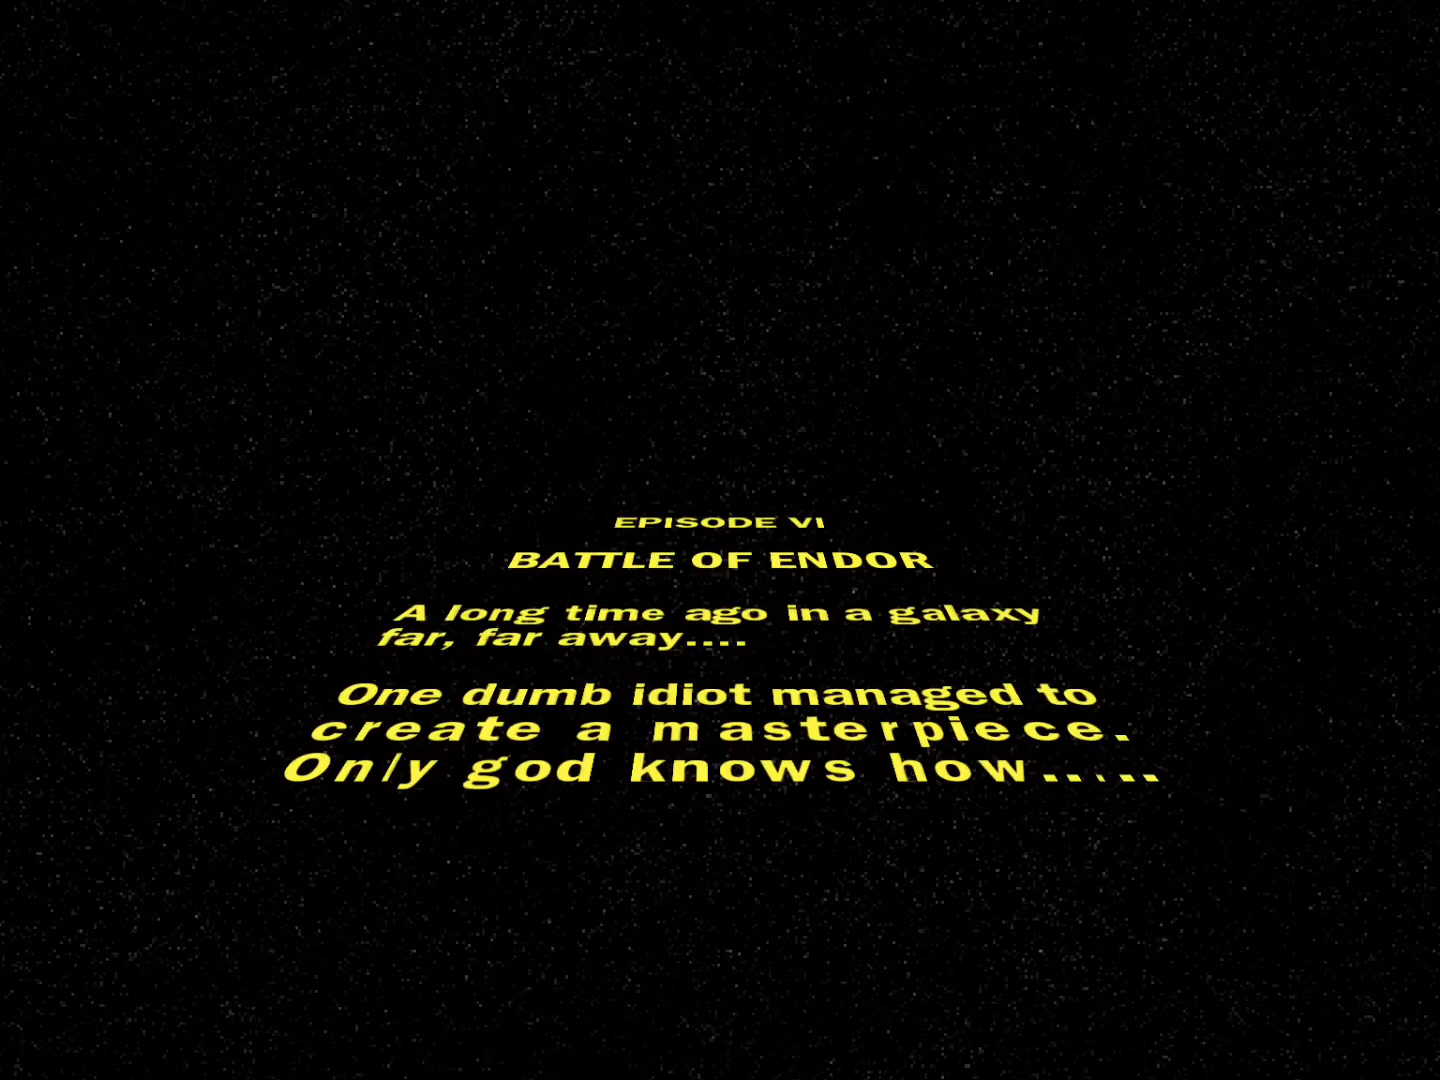 EPISODE VI
BATTLE OF ENDOR
A long time ago in a galaxy
far, far away....
One dumb idiot managed to
create a masterpiece.
Only god knows how.....